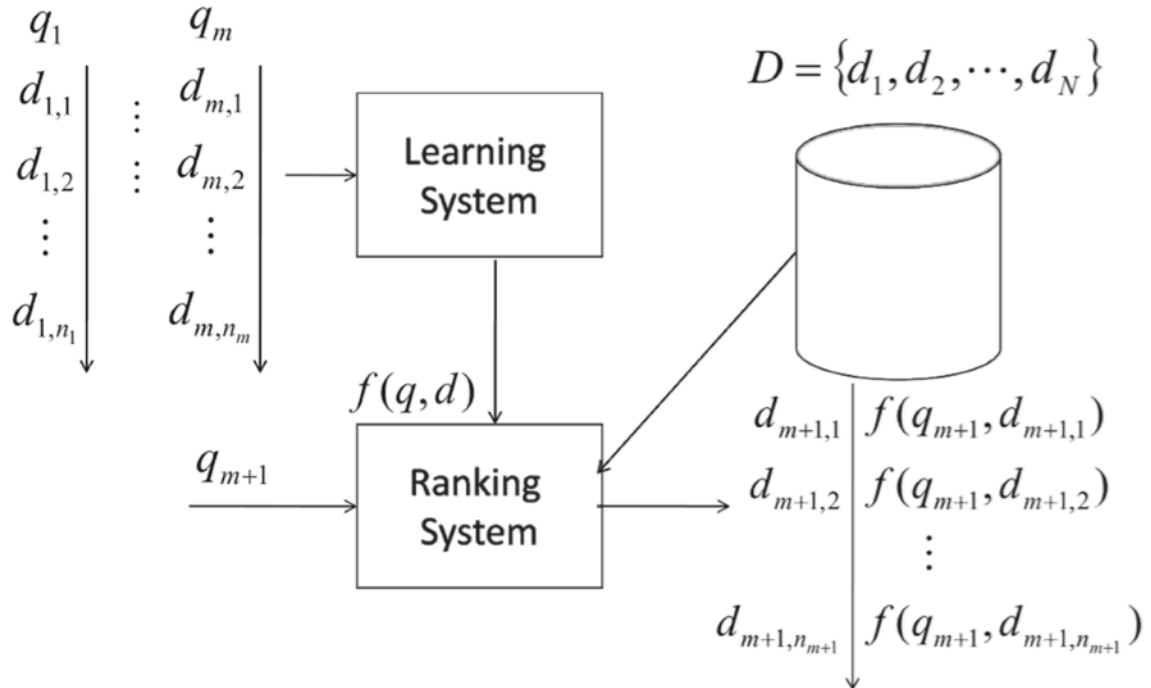 q_1 q_m
d_{1,1} ⋮ d_{m,1}
d_{1,2} ⋮ d_{m,2}
⋮ ⋮
d_{1,n_1} d_{m,n_m}
Learning
System
D = {d_1, d_2, ⋯, d_N}
f(q, d)
q_{m+1}
Ranking
System
d_{m+1,1} f(q_{m+1}, d_{m+1,1})
d_{m+1,2} f(q_{m+1}, d_{m+1,2})
⋮
d_{m+1,n_{m+1}} f(q_{m+1}, d_{m+1,n_{m+1}})